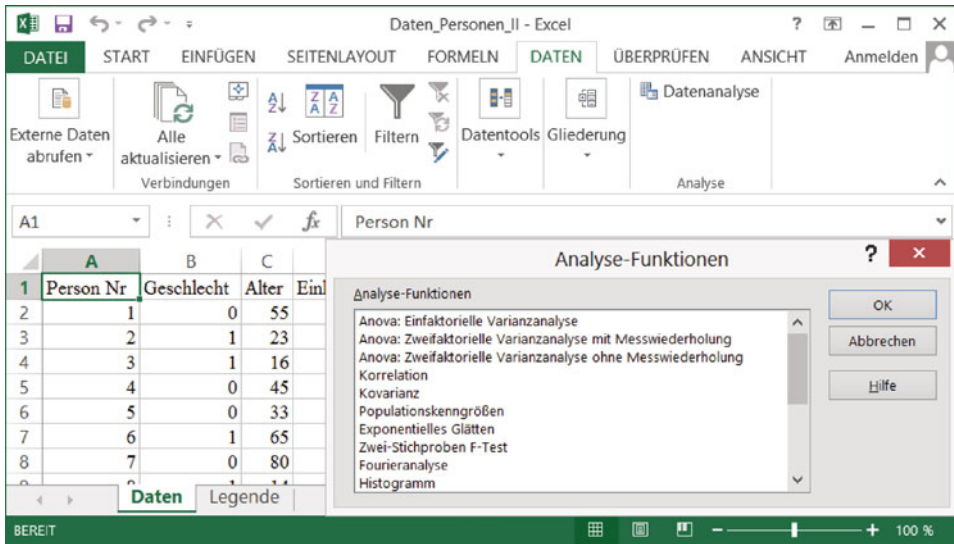 Daten_Personen_II - Excel
DATEI START EINFÜGEN SEITENLAYOUT FORMELN DATEN ÜBERPRÜFEN ANSICHT Anmelden
Externe Daten abrufen
Alle aktualisieren
Sortieren
Filtern
Datentools
Gliederung
Datenanalyse
Verbindungen
Sortieren und Filtern
Analyse
A1 fx Person Nr
A B C
1 Person Nr Geschlecht Alter
2 1 0 55
3 2 1 23
4 3 1 16
5 4 0 45
6 5 0 33
7 6 1 65
8 7 0 80
Analyse-Funktionen ?
Analyse-Funktionen
Anova: Einfaktorielle Varianzanalyse
Anova: Zweifaktorielle Varianzanalyse mit Messwiederholung
Anova: Zweifaktorielle Varianzanalyse ohne Messwiederholung
Korrelation
Kovarianz
Populationskenngrößen
Exponentielles Glätten
Zwei-Stichproben F-Test
Fourieranalyse
Histogramm
OK
Abbrechen
Hilfe
Daten Legende
BEREIT 100 %